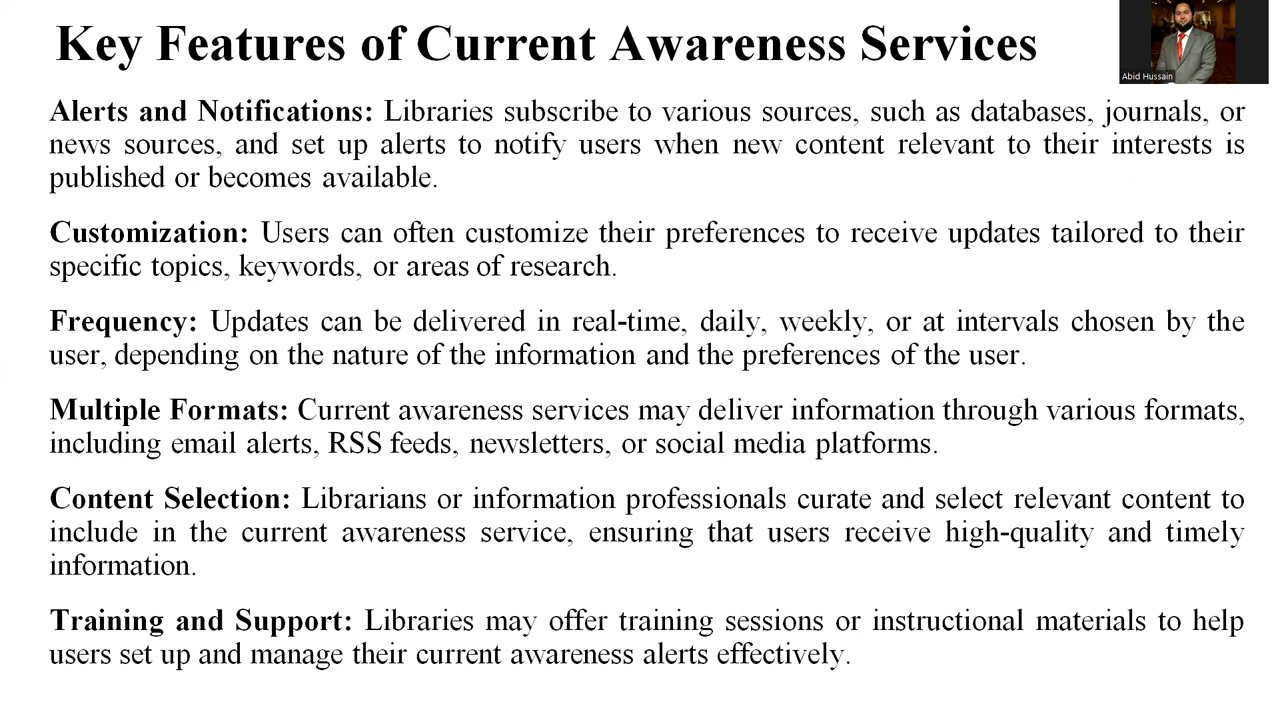 Key Features of Current Awareness Services
Abid Hussain
Alerts and Notifications: Libraries subscribe to various sources, such as databases, journals, or
news sources, and set up alerts to notify users when new content relevant to their interests is
published or becomes available.
Customization: Users can often customize their preferences to receive updates tailored to their
specific topics, keywords, or areas of research.
Frequency: Updates can be delivered in real-time, daily, weekly, or at intervals chosen by the
user, depending on the nature of the information and the preferences of the user.
Multiple Formats: Current awareness services may deliver information through various formats,
including email alerts, RSS feeds, newsletters, or social media platforms.
Content Selection: Librarians or information professionals curate and select relevant content to
include in the current awareness service, ensuring that users receive high-quality and timely
information.
Training and Support: Libraries may offer training sessions or instructional materials to help
users set up and manage their current awareness alerts effectively.